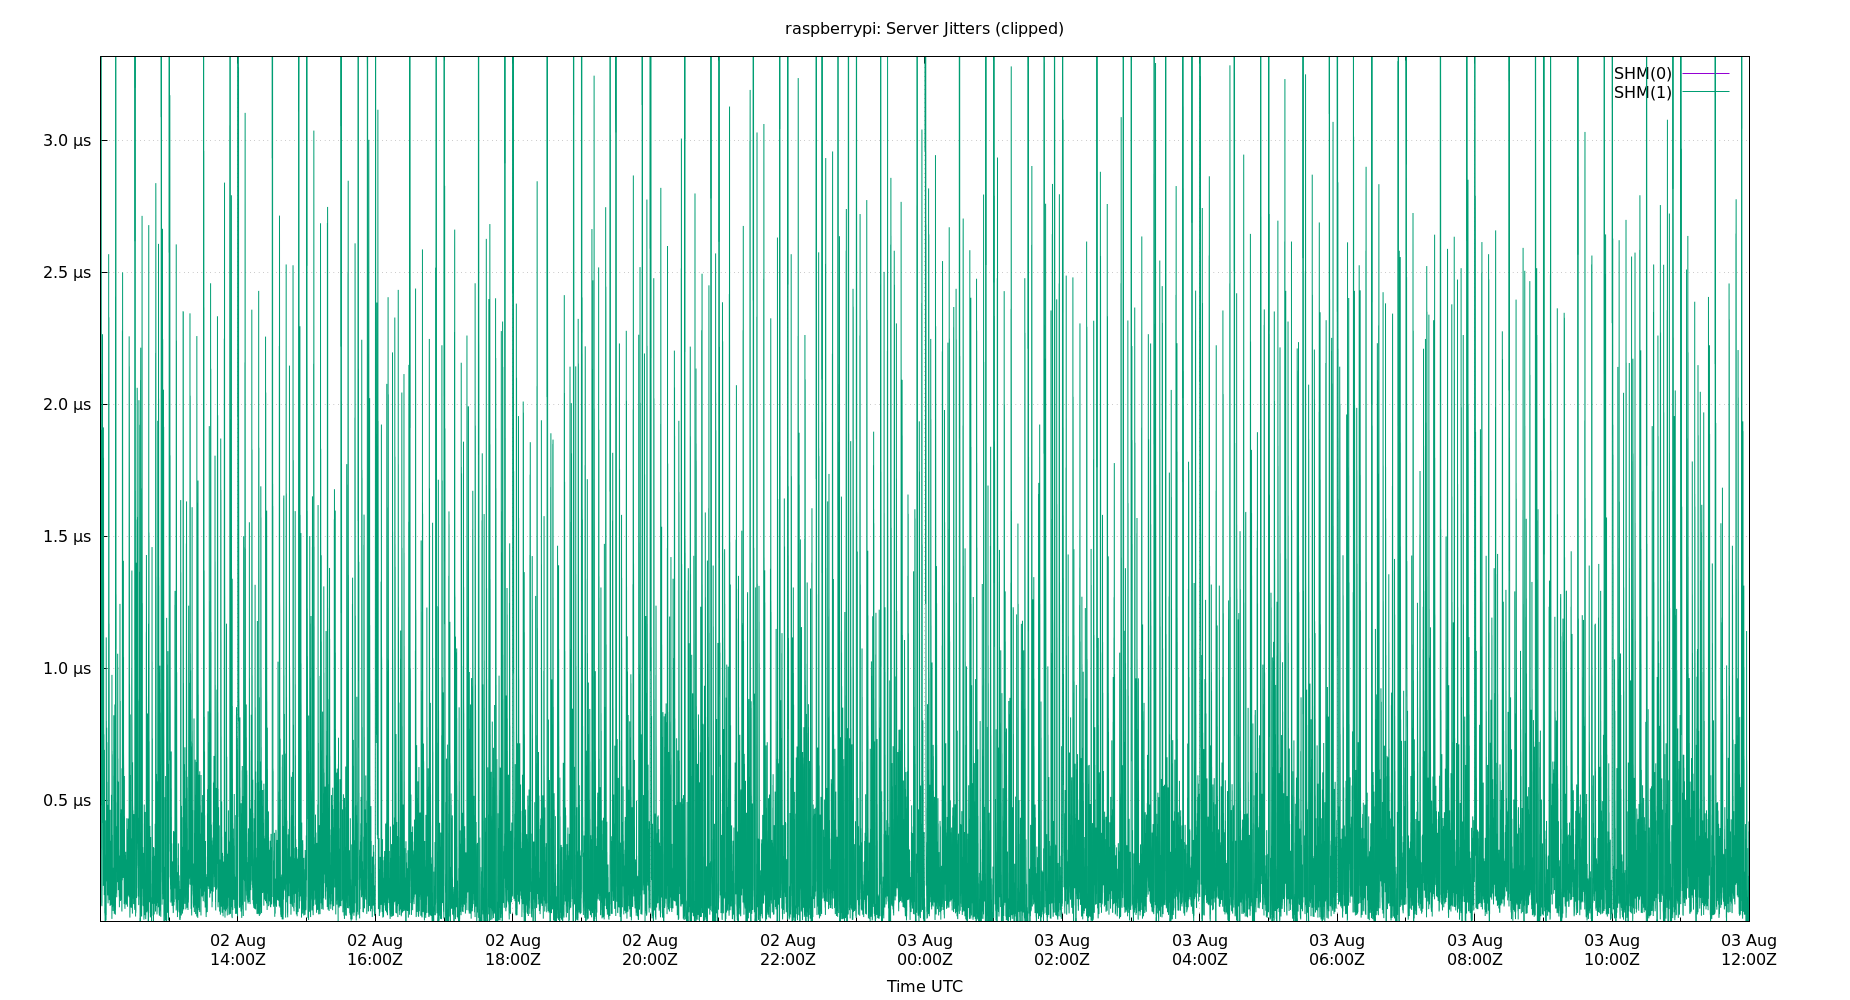 raspberrypi: Server Jitters (clipped)
SHM(0)
SHM(1)
3.0 µs
2.5 µs
2.0 µs
1.5 µs
1.0 µs
0.5 µs
02 Aug 02 Aug 02 Aug 02 Aug 02 Aug 03 Aug 03 Aug 03 Aug 03 Aug 03 Aug 03 Aug 03 Aug
14:00Z 16:00Z 18:00Z 20:00Z 22:00Z 00:00Z 02:00Z 04:00Z 06:00Z 08:00Z 10:00Z 12:00Z
Time UTC